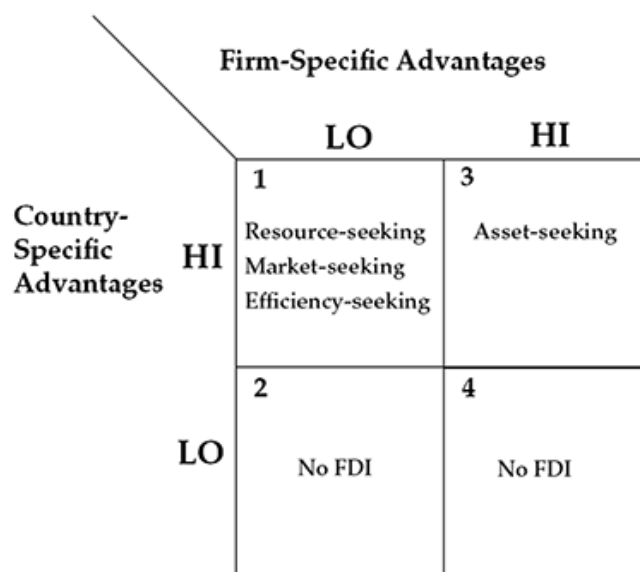 Firm-Specific Advantages
LO
HI
Country-
Specific
Advantages
HI
1
Resource-seeking
Market-seeking
Efficiency-seeking
3
Asset-seeking
LO
2
No FDI
4
No FDI